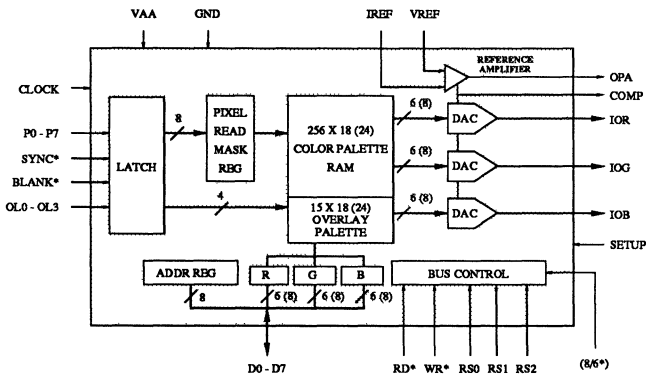 VAA
GND
IREF
VREF
REFERENCE
AMPLIFIER
OPA
COMP
CLOCK
P0 - P7
SYNC*
BLANK*
OL0 - OL3
LATCH
8
4
PIXEL
READ
MASK
REG
256 X 18 (24)
COLOR PALETTE
RAM
15 X 18 (24)
OVERLAY
PALETTE
6 (8)
DAC
IOR
6 (8)
DAC
IOG
6 (8)
DAC
IOB
SETUP
ADDR REG
R
G
B
BUS CONTROL
8
6 (8)
6 (8)
6 (8)
D0 - D7
RD*
WR*
RS0
RS1
RS2
(8/6*)